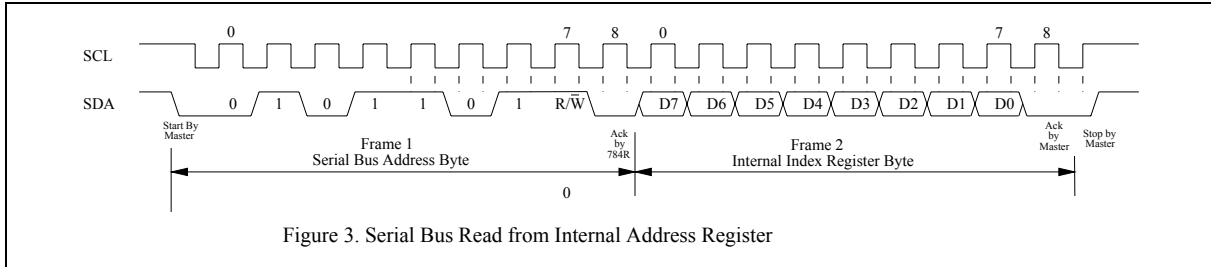 0 7 8 0 7 8
SCL
SDA 0 1 0 1 1 0 1 R/W̅ D7 D6 D5 D4 D3 D2 D1 D0
Start By
Master
Frame 1
Serial Bus Address Byte
Ack
by
784R
Frame 2
Internal Index Register Byte
Ack
by
Master
Stop by
Master
0
Figure 3. Serial Bus Read from Internal Address Register